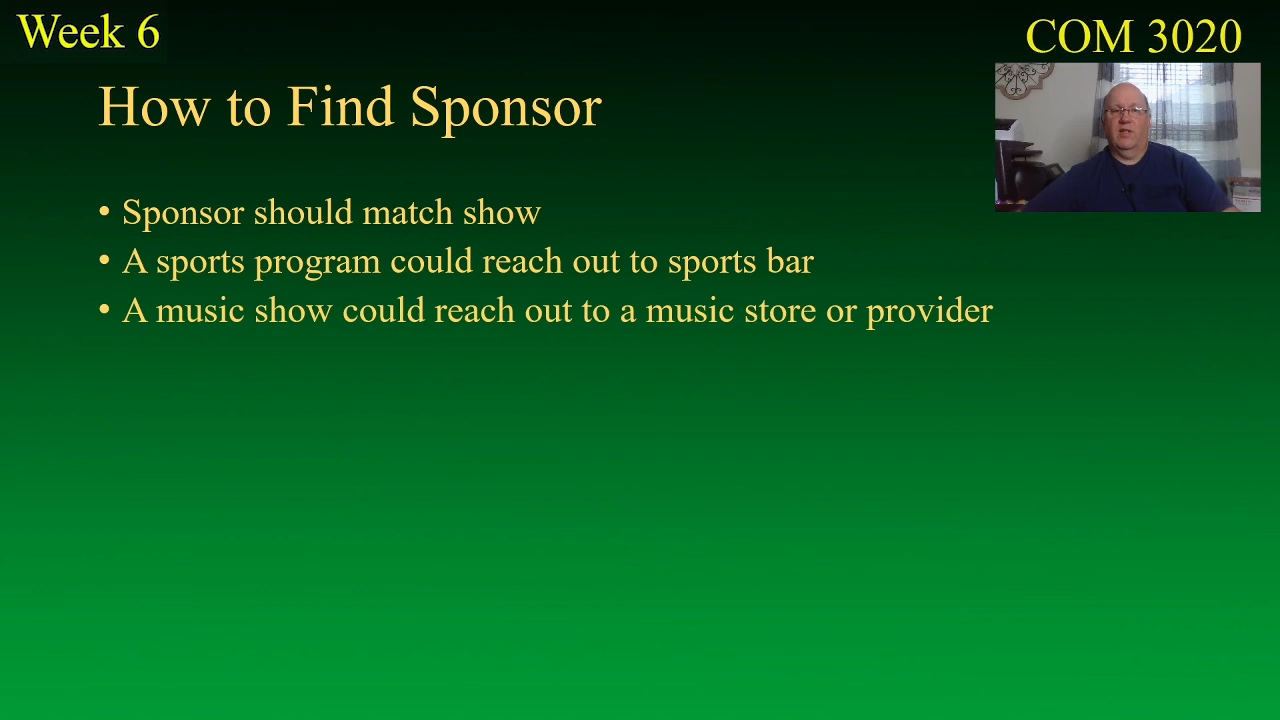 Week 6
COM 3020
How to Find Sponsor
• Sponsor should match show
• A sports program could reach out to sports bar
• A music show could reach out to a music store or provider